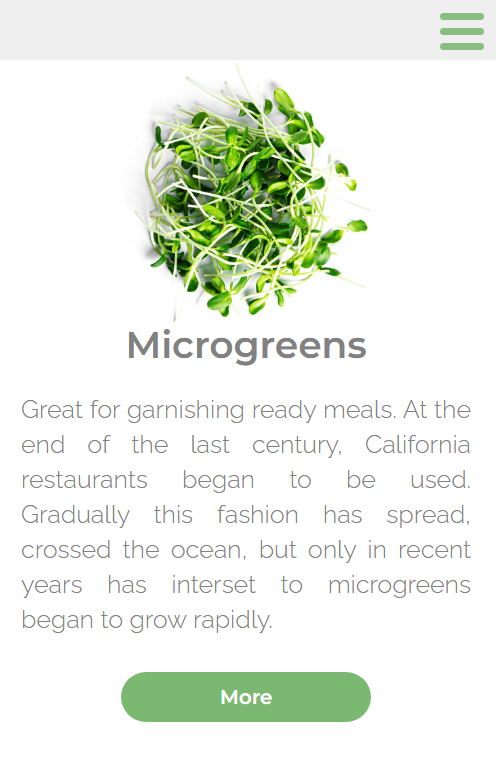 Microgreens
Great for garnishing ready meals. At the
end of the last century, California
restaurants began to be used.
Gradually this fashion has spread,
crossed the ocean, but only in recent
years has interset to microgreens
began to grow rapidly.
More